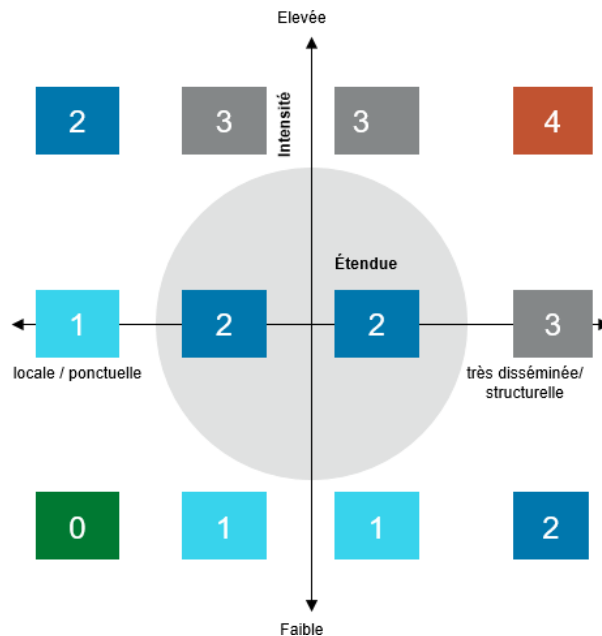 Elevée
2
3
3
4
Intensité
Étendue
1
2
2
3
locale / ponctuelle
très disséminée/
structurelle
0
1
1
2
Faible